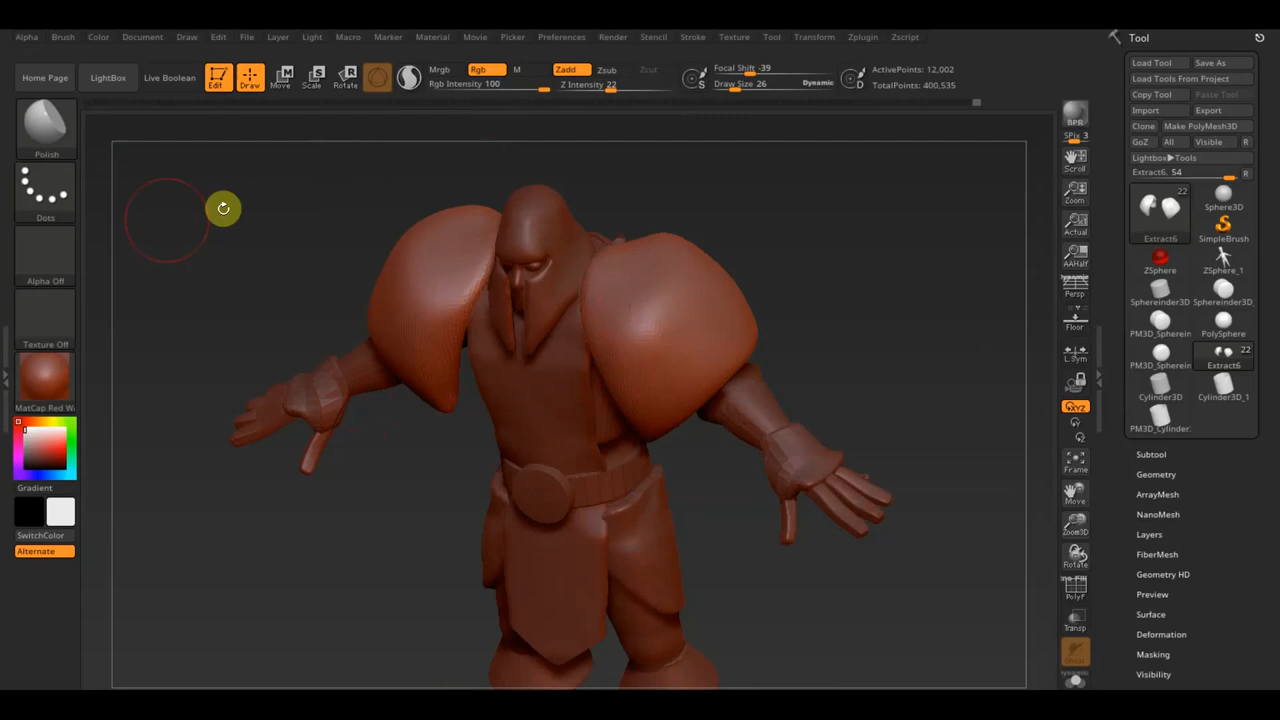 Alpha Brush Color Document Draw Edit File Layer Light Macro Marker Material Movie Picker Preferences Render Stencil Stroke Texture Tool Transform Zplugin Zscript
Tool
Home Page LightBox Live Boolean Edit Draw Move Scale Rotate
Mrgb Rgb M
Rgb Intensity 100
Zadd Zsub Zcut
Z Intensity 22
S
Focal Shift -39
Draw Size 26 Dynamic
D
ActivePoints: 12,002
TotalPoints: 400,535
Polish
Dots
Alpha Off
Texture Off
Gradient
SwitchColor
Alternate
BPR
SPix 3
Scroll
Zoom
Actual
AAHalf
Persp
Floor
L.Sym
XYZ
Frame
Move
Zoom3D
Rotate
PolyF
Transp
Load Tool Save As
Load Tools From Project
Copy Tool Paste Tool
Import Export
Clone Make PolyMesh3D
GoZ All Visible R
Lightbox▶Tools
Extract6. 54 R
22
Extract6
Sphere3D
SimpleBrush
ZSphere ZSphere_1
Sphereinder3D Sphereinder3D_
PM3D_Spherein PolySphere
22
PM3D_Spherein Extract6
Cylinder3D Cylinder3D_1
PM3D_Cylinder
Subtool
Geometry
ArrayMesh
NanoMesh
Layers
FiberMesh
Geometry HD
Preview
Surface
Deformation
Masking
Visibility